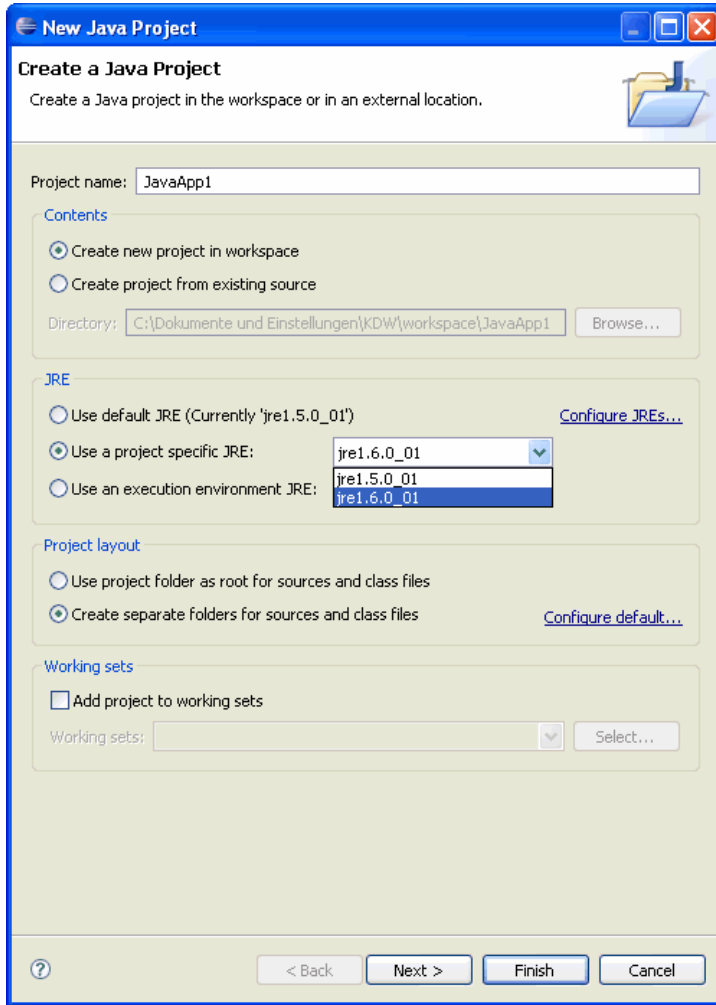 New Java Project
Create a Java Project
Create a Java project in the workspace or in an external location.
Project name: JavaApp1
Contents
Create new project in workspace
Create project from existing source
Directory: C:\Dokumente und Einstellungen\KDW\workspace\JavaApp1 Browse...
JRE
Use default JRE (Currently 'jre1.5.0_01') Configure JREs...
Use a project specific JRE: jre1.6.0_01
jre1.5.0_01
Use an execution environment JRE: jre1.6.0_01
Project layout
Use project folder as root for sources and class files
Create separate folders for sources and class files Configure default...
Working sets
Add project to working sets
Working sets: Select...
? < Back Next > Finish Cancel